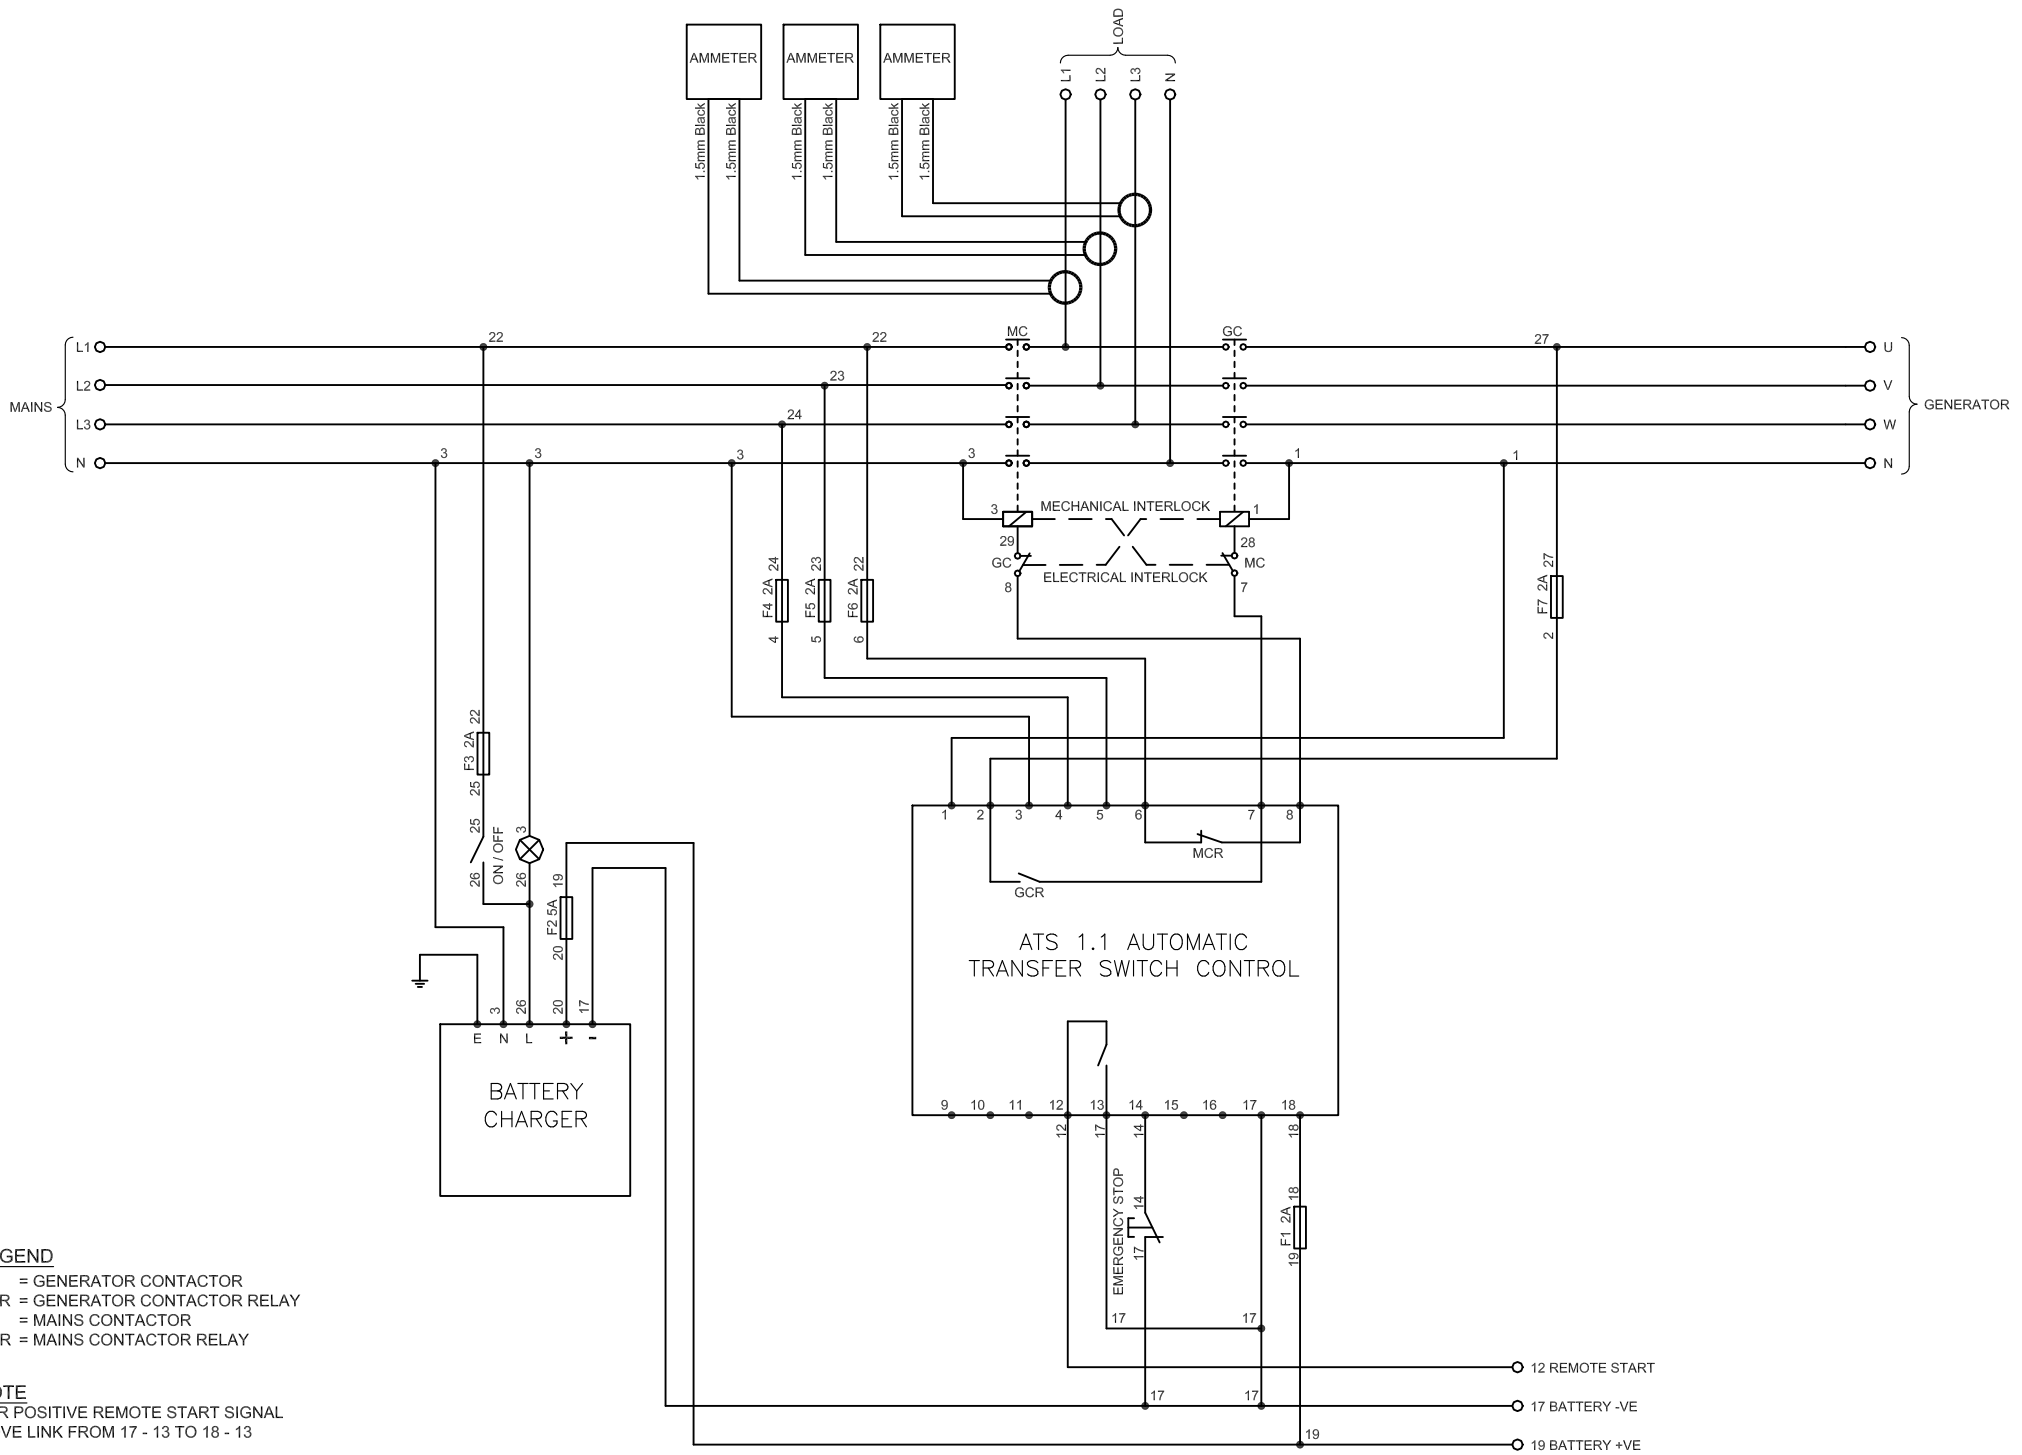 AMMETER
AMMETER
AMMETER
LOAD
L1
L2
L3
N
1.5mm Black
1.5mm Black
1.5mm Black
1.5mm Black
1.5mm Black
1.5mm Black
MAINS
L1
L2
L3
N
22
22
23
24
3
3
3
3
MC
GC
27
1
1
U
V
W
N
GENERATOR
3
MECHANICAL INTERLOCK
1
29
28
GC
MC
ELECTRICAL INTERLOCK
8
7
24
F4 2A
4
23
F5 2A
5
22
F6 2A
6
27
F7 2A
2
22
F3 2A
25
25
26
ON / OFF
3
26
19
F2 5A
20
3
26
20
17
E
N
L
+
-
BATTERY
CHARGER
1
2
3
4
5
6
7
8
MCR
GCR
ATS 1.1 AUTOMATIC
TRANSFER SWITCH CONTROL
9
10
11
12
13
14
15
16
17
18
12
17
14
18
EMERGENCY STOP
14
17
18
F1 2A
19
17
17
17
17
19
12 REMOTE START
17 BATTERY -VE
19 BATTERY +VE
GEND
= GENERATOR CONTACTOR
R = GENERATOR CONTACTOR RELAY
= MAINS CONTACTOR
R = MAINS CONTACTOR RELAY
OTE
R POSITIVE REMOTE START SIGNAL
VE LINK FROM 17 - 13 TO 18 - 13